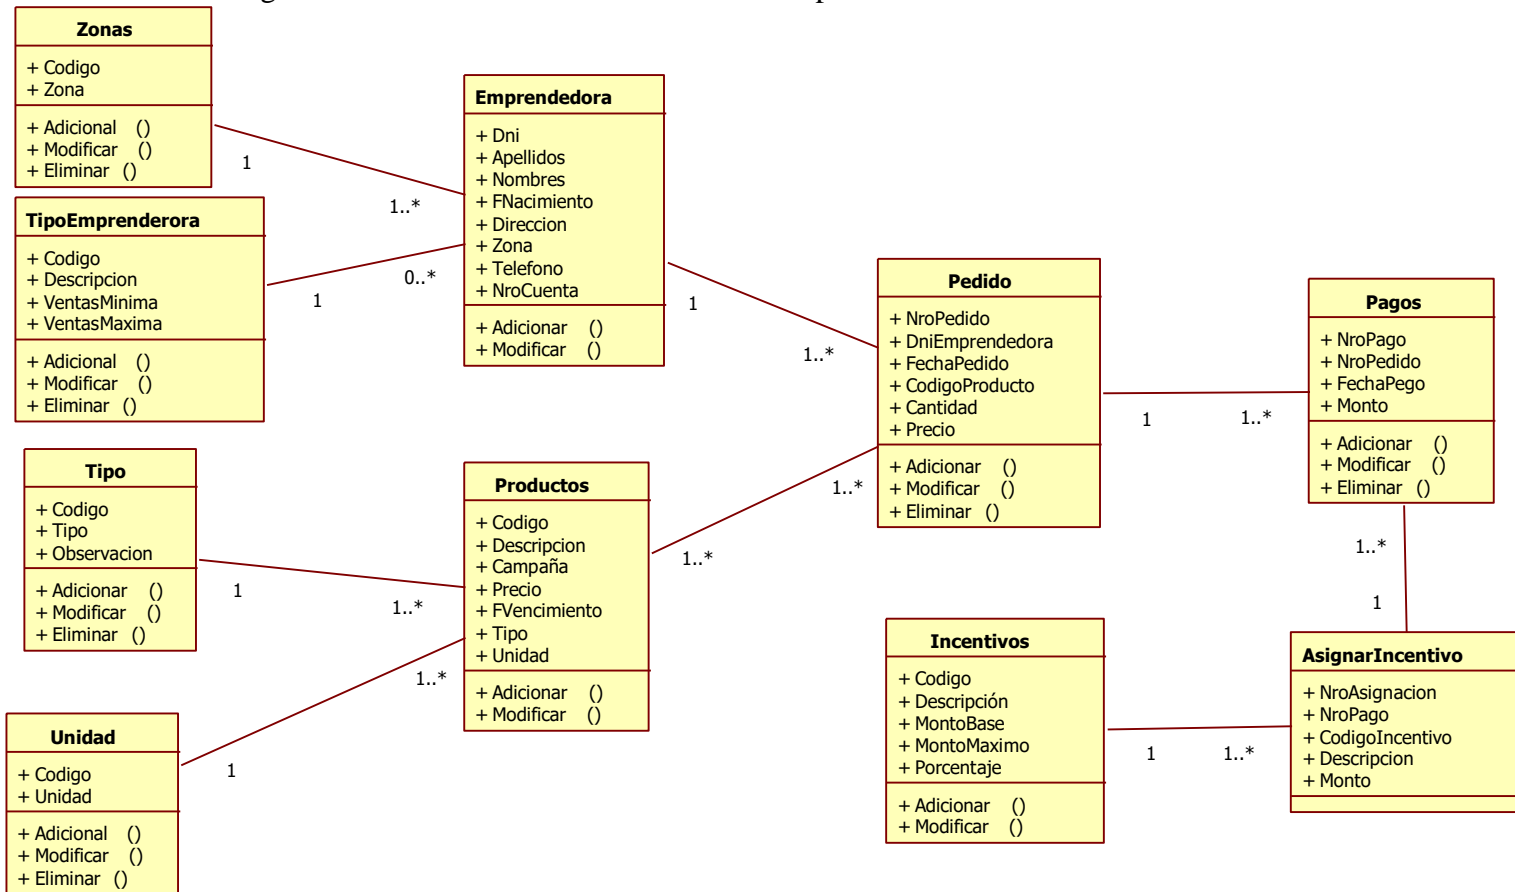 Zonas
+ Codigo
+ Zona
+ Adicional ()
+ Modificar ()
+ Eliminar ()
1
1..*
TipoEmprenderora
+ Codigo
+ Descripcion
+ VentasMinima
+ VentasMaxima
+ Adicional ()
+ Modificar ()
+ Eliminar ()
1
0..*
Emprendedora
+ Dni
+ Apellidos
+ Nombres
+ FNacimiento
+ Direccion
+ Zona
+ Telefono
+ NroCuenta
+ Adicionar ()
+ Modificar ()
1
1..*
Pedido
+ NroPedido
+ DniEmprendedora
+ FechaPedido
+ CodigoProducto
+ Cantidad
+ Precio
+ Adicionar ()
+ Modificar ()
+ Eliminar ()
1
1..*
Pagos
+ NroPago
+ NroPedido
+ FechaPego
+ Monto
+ Adicionar ()
+ Modificar ()
+ Eliminar ()
1..*
1
Tipo
+ Codigo
+ Tipo
+ Observacion
+ Adicionar ()
+ Modificar ()
+ Eliminar ()
1
1..*
Productos
+ Codigo
+ Descripcion
+ Campaña
+ Precio
+ FVencimiento
+ Tipo
+ Unidad
+ Adicionar ()
+ Modificar ()
1..*
1..*
Unidad
+ Codigo
+ Unidad
+ Adicional ()
+ Modificar ()
+ Eliminar ()
1
1..*
Incentivos
+ Codigo
+ Descripción
+ MontoBase
+ MontoMaximo
+ Porcentaje
+ Adicionar ()
+ Modificar ()
1
1..*
AsignarIncentivo
+ NroAsignacion
+ NroPago
+ CodigoIncentivo
+ Descripcion
+ Monto